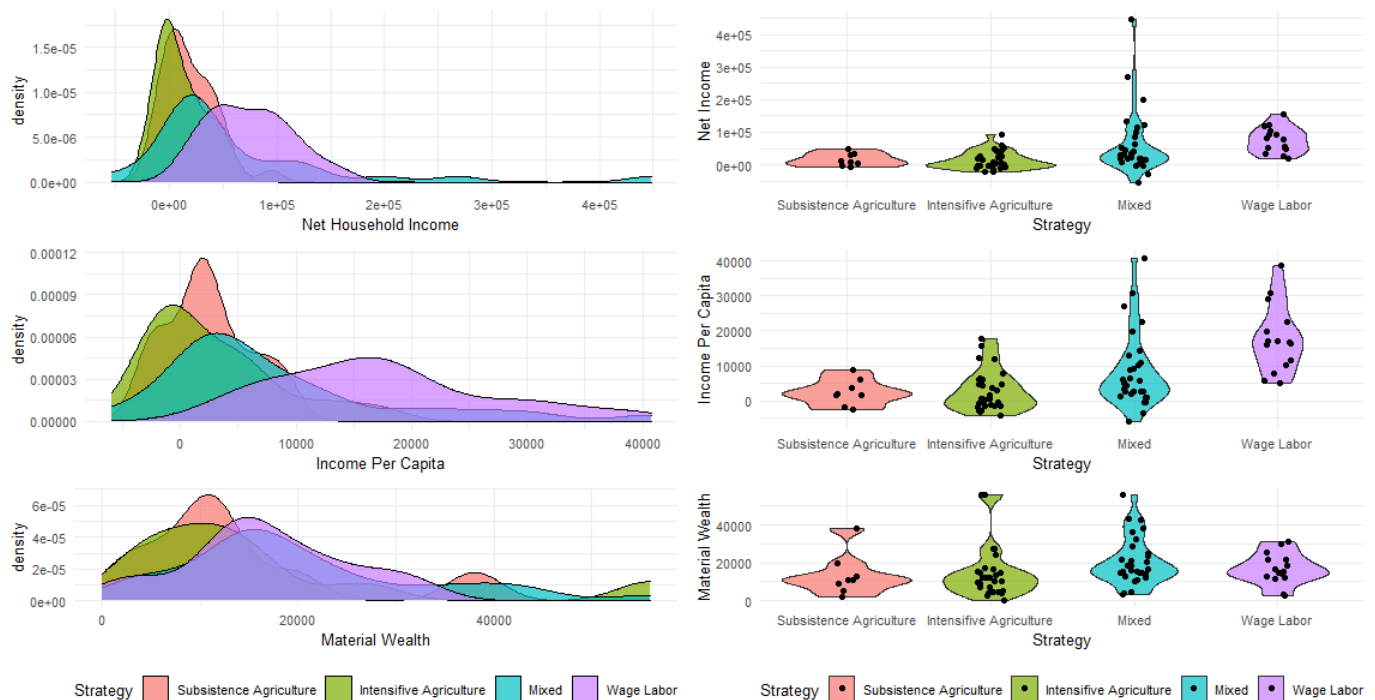 density
1.5e-05
1.0e-05
5.0e-06
0.0e+00
0e+00 1e+05 2e+05 3e+05 4e+05
Net Household Income
Net Income
4e+05
3e+05
2e+05
1e+05
0e+00
Subsistence Agriculture Intensifive Agriculture Mixed Wage Labor
Strategy
density
0.00012
0.00009
0.00006
0.00003
0.00000
0 10000 20000 30000 40000
Income Per Capita
Income Per Capita
40000
30000
20000
10000
0
Subsistence Agriculture Intensifive Agriculture Mixed Wage Labor
Strategy
density
6e-05
4e-05
2e-05
0e+00
0 20000 40000
Material Wealth
Material Wealth
40000
20000
0
Subsistence Agriculture Intensifive Agriculture Mixed Wage Labor
Strategy
Strategy Subsistence Agriculture Intensifive Agriculture Mixed Wage Labor
Strategy Subsistence Agriculture Intensifive Agriculture Mixed Wage Labor